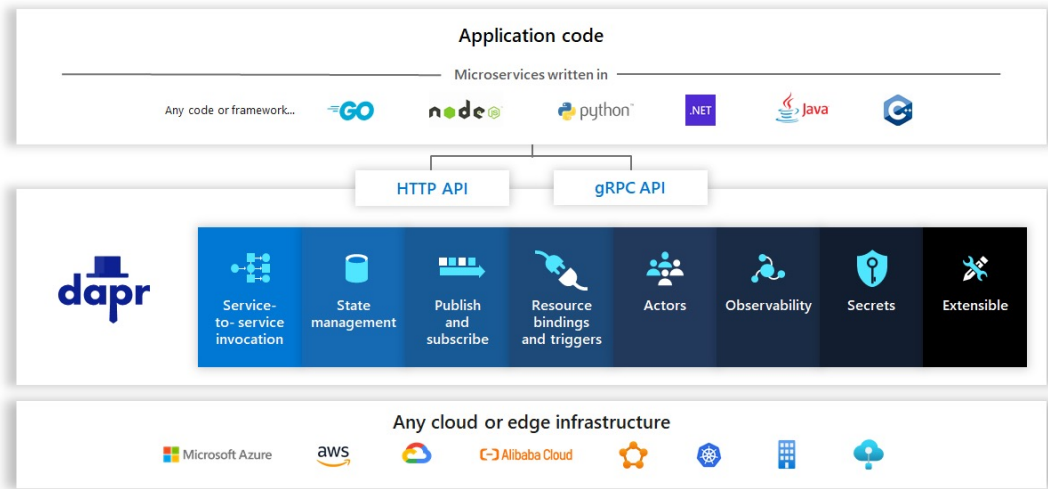 Application code
Microservices written in
Any code or framework...
GO
node
JS
python
.NET
Java
C++
HTTP API
gRPC API
dapr
Service-
to- service
invocation
State
management
Publish
and
subscribe
Resource
bindings
and triggers
Actors
Observability
Secrets
Extensible
Any cloud or edge infrastructure
Microsoft Azure
aws
Alibaba Cloud